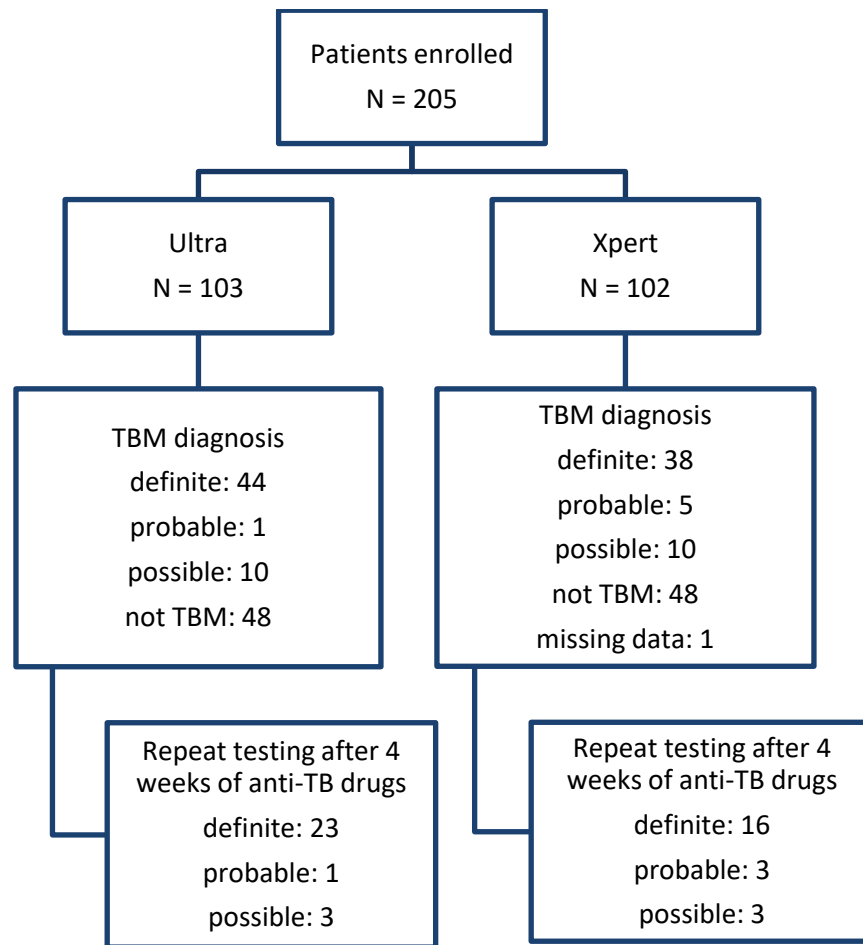 Patients enrolled
N = 205
Ultra
N = 103
Xpert
N = 102
TBM diagnosis
definite: 44
probable: 1
possible: 10
not TBM: 48
TBM diagnosis
definite: 38
probable: 5
possible: 10
not TBM: 48
missing data: 1
Repeat testing after 4
weeks of anti-TB drugs
definite: 23
probable: 1
possible: 3
Repeat testing after 4
weeks of anti-TB drugs
definite: 16
probable: 3
possible: 3